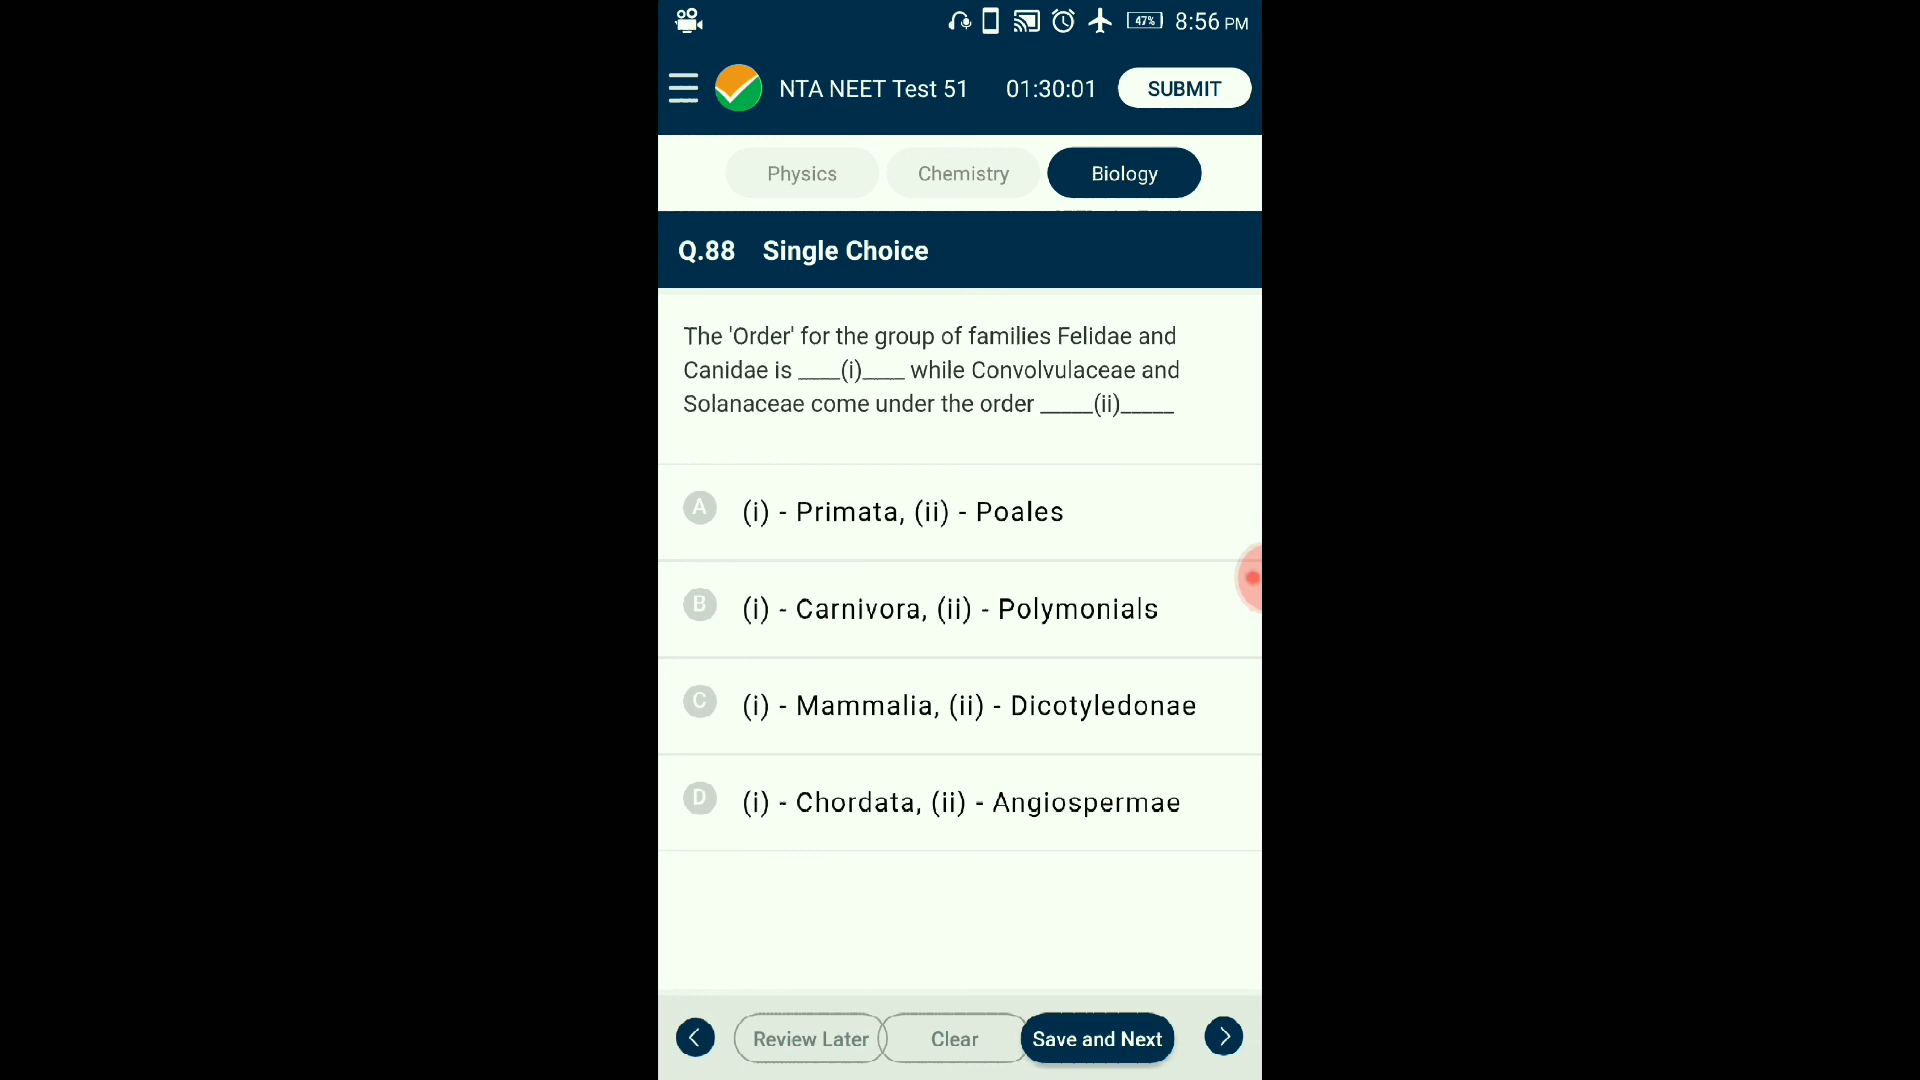 47% 8:56 PM
NTA NEET Test 51 01:30:01 SUBMIT
Physics Chemistry Biology
Q.88 Single Choice
The 'Order' for the group of families Felidae and
Canidae is ____(i)____ while Convolvulaceae and
Solanaceae come under the order _____(ii)_____
A (i) - Primata, (ii) - Poales
B (i) - Carnivora, (ii) - Polymonials
C (i) - Mammalia, (ii) - Dicotyledonae
D (i) - Chordata, (ii) - Angiospermae
Review Later Clear Save and Next